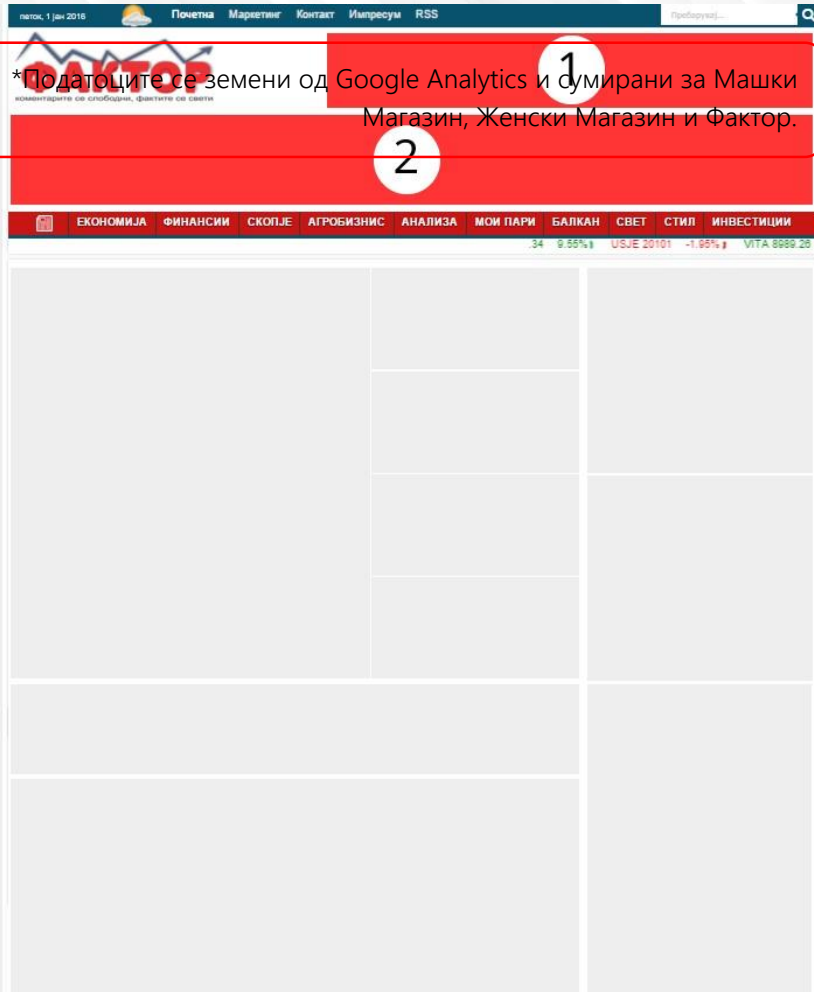 петок, 1 јан 2016
Почетна Маркетинг Контакт Импресум RSS
Пребарувај...
ФАКТОР
коментарите се слободни, фактите се свети
1
*Податоците се земени од Google Analytics и сумирани за Машки
Магазин, Женски Магазин и Фактор.
2
ЕКОНОМИЈА ФИНАНСИИ СКОПЈЕ АГРОБИЗНИС АНАЛИЗА МОИ ПАРИ БАЛКАН СВЕТ СТИЛ ИНВЕСТИЦИИ
.34 9.55% USJE 20101 -1.95% VITA 8989.26